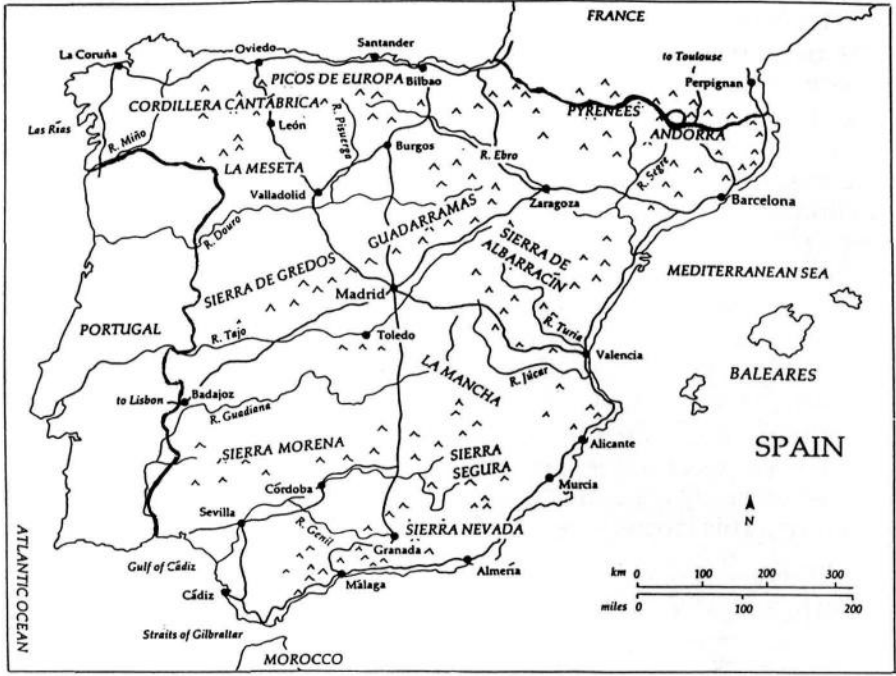 FRANCE
La Coruña
Oviedo
Santander
to Toulouse
PICOS DE EUROPA
Bilbao
Perpignan
CORDILLERA CANTÁBRICA
PYRENEES
ANDORRA
Las Rías
R. Miño
León
R. Pisuerga
Burgos
R. Ebro
R. Segre
LA MESETA
Valladolid
Zaragoza
Barcelona
R. Douro
GUADARRAMAS
SIERRA DE
ALBARRACÍN
SIERRA DE GREDOS
MEDITERRANEAN SEA
Madrid
PORTUGAL
R. Tajo
Toledo
R. Turia
Valencia
LA MANCHA
R. Júcar
BALEARES
to Lisbon
Badajoz
R. Guadiana
SIERRA MORENA
SIERRA
SEGURA
Alicante
SPAIN
Córdoba
Murcia
Sevilla
R. Genil
SIERRA NEVADA
N
Granada
ATLANTIC OCEAN
Gulf of Cádiz
Almería
Málaga
Cádiz
km 0 100 200 300
miles 0 100 200
Straits of Gibraltar
MOROCCO